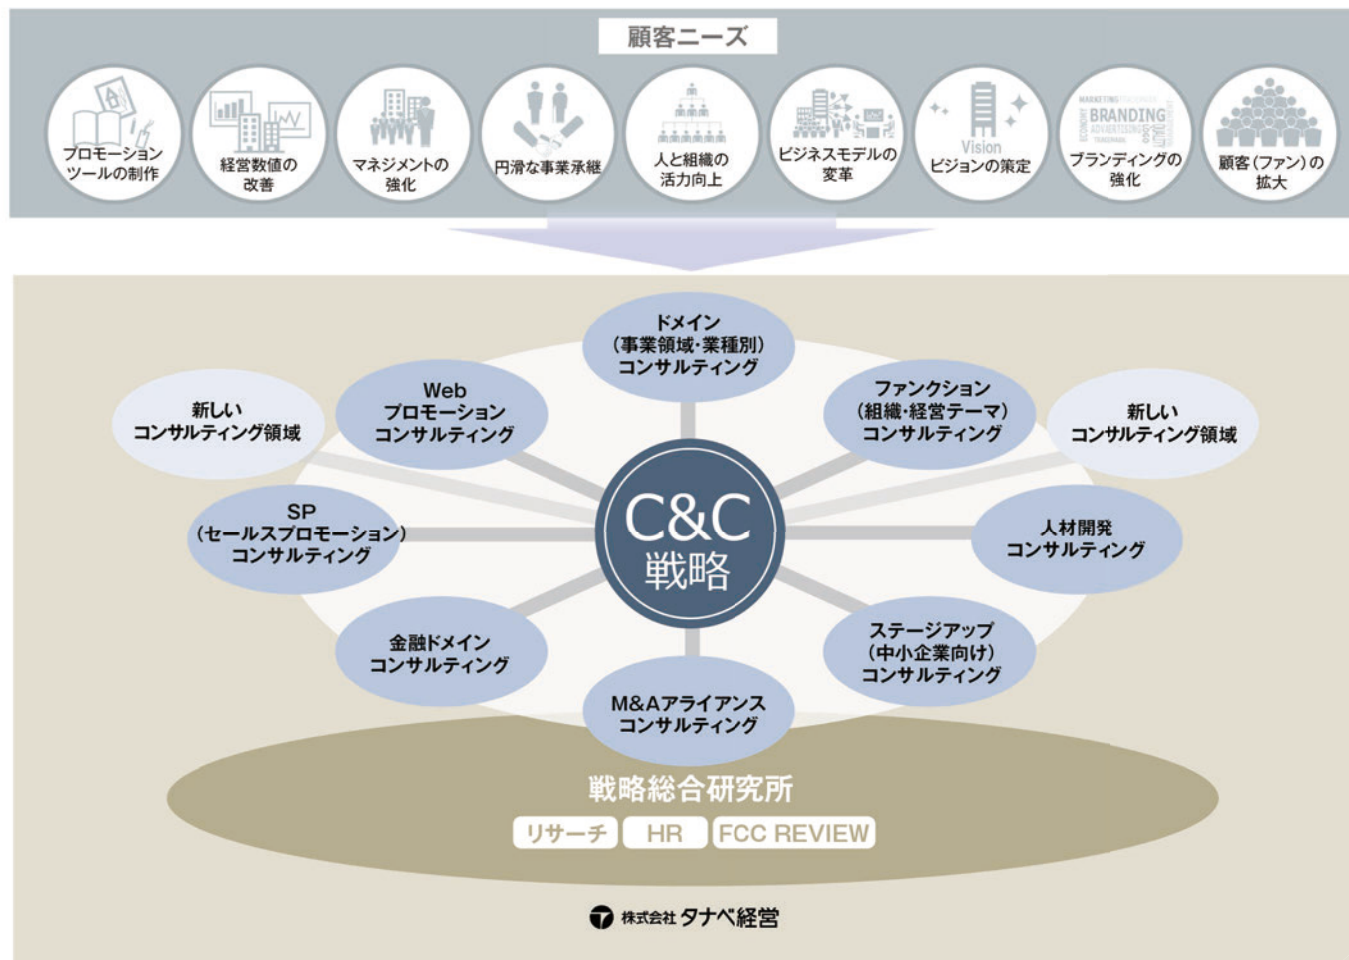 顧客ニーズ
プロモーション
ツールの制作
経営数値の
改善
マネジメントの
強化
円滑な事業承継
人と組織の
活力向上
ビジネスモデルの
変革
Vision
ビジョンの策定
MARKETING
ECONOMY
BRANDING
ADVERTISING
LOGO
TRADEMARK
ブランディングの
強化
顧客(ファン)の
拡大
ドメイン
(事業領域・業種別)
コンサルティング
Web
プロモーション
コンサルティング
ファンクション
(組織・経営テーマ)
コンサルティング
新しい
コンサルティング領域
新しい
コンサルティング領域
C&C
戦略
SP
(セールスプロモーション)
コンサルティング
人材開発
コンサルティング
金融ドメイン
コンサルティング
ステージアップ
(中小企業向け)
コンサルティング
M&Aアライアンス
コンサルティング
戦略総合研究所
リサーチ
HR
FCC REVIEW
株式会社 タナベ経営